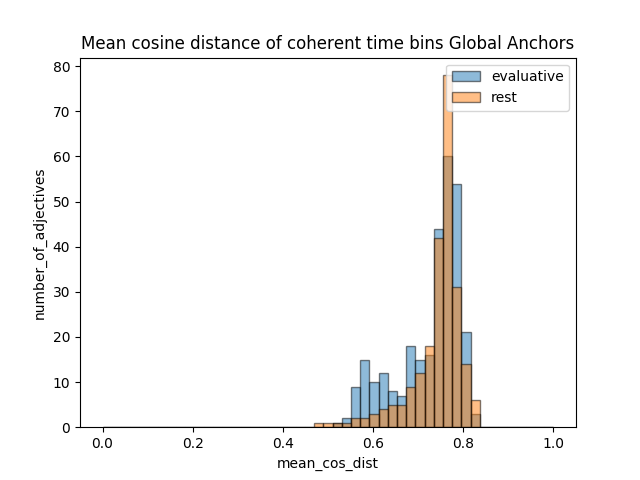 Mean cosine distance of coherent time bins Global Anchors
evaluative
rest
number_of_adjectives
80
70
60
50
40
30
20
10
0
0.0 0.2 0.4 0.6 0.8 1.0
mean_cos_dist